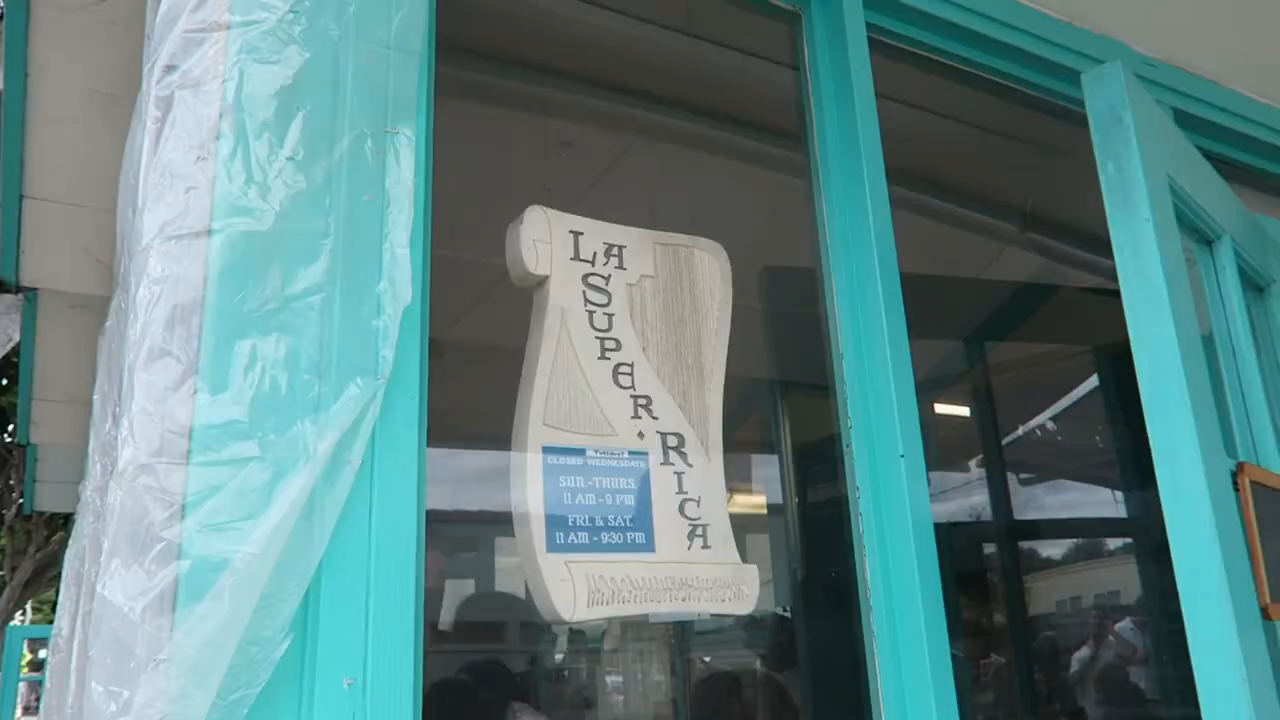 LA
SUPER
RICA
CLOSED WEDNESDAYS
SUN.-THURS.
11 AM - 9 PM
FRI. & SAT.
11 AM - 9:30 PM